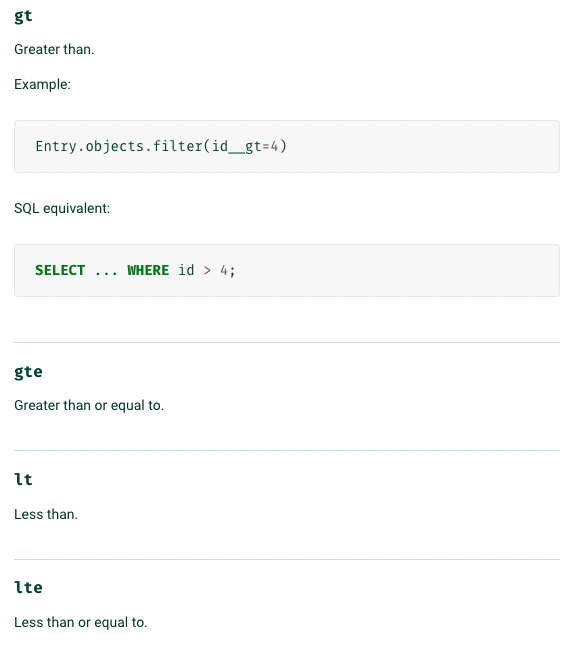 gt
Greater than.
Example:
Entry.objects.filter(id__gt=4)
SQL equivalent:
SELECT ... WHERE id > 4;
gte
Greater than or equal to.
lt
Less than.
lte
Less than or equal to.